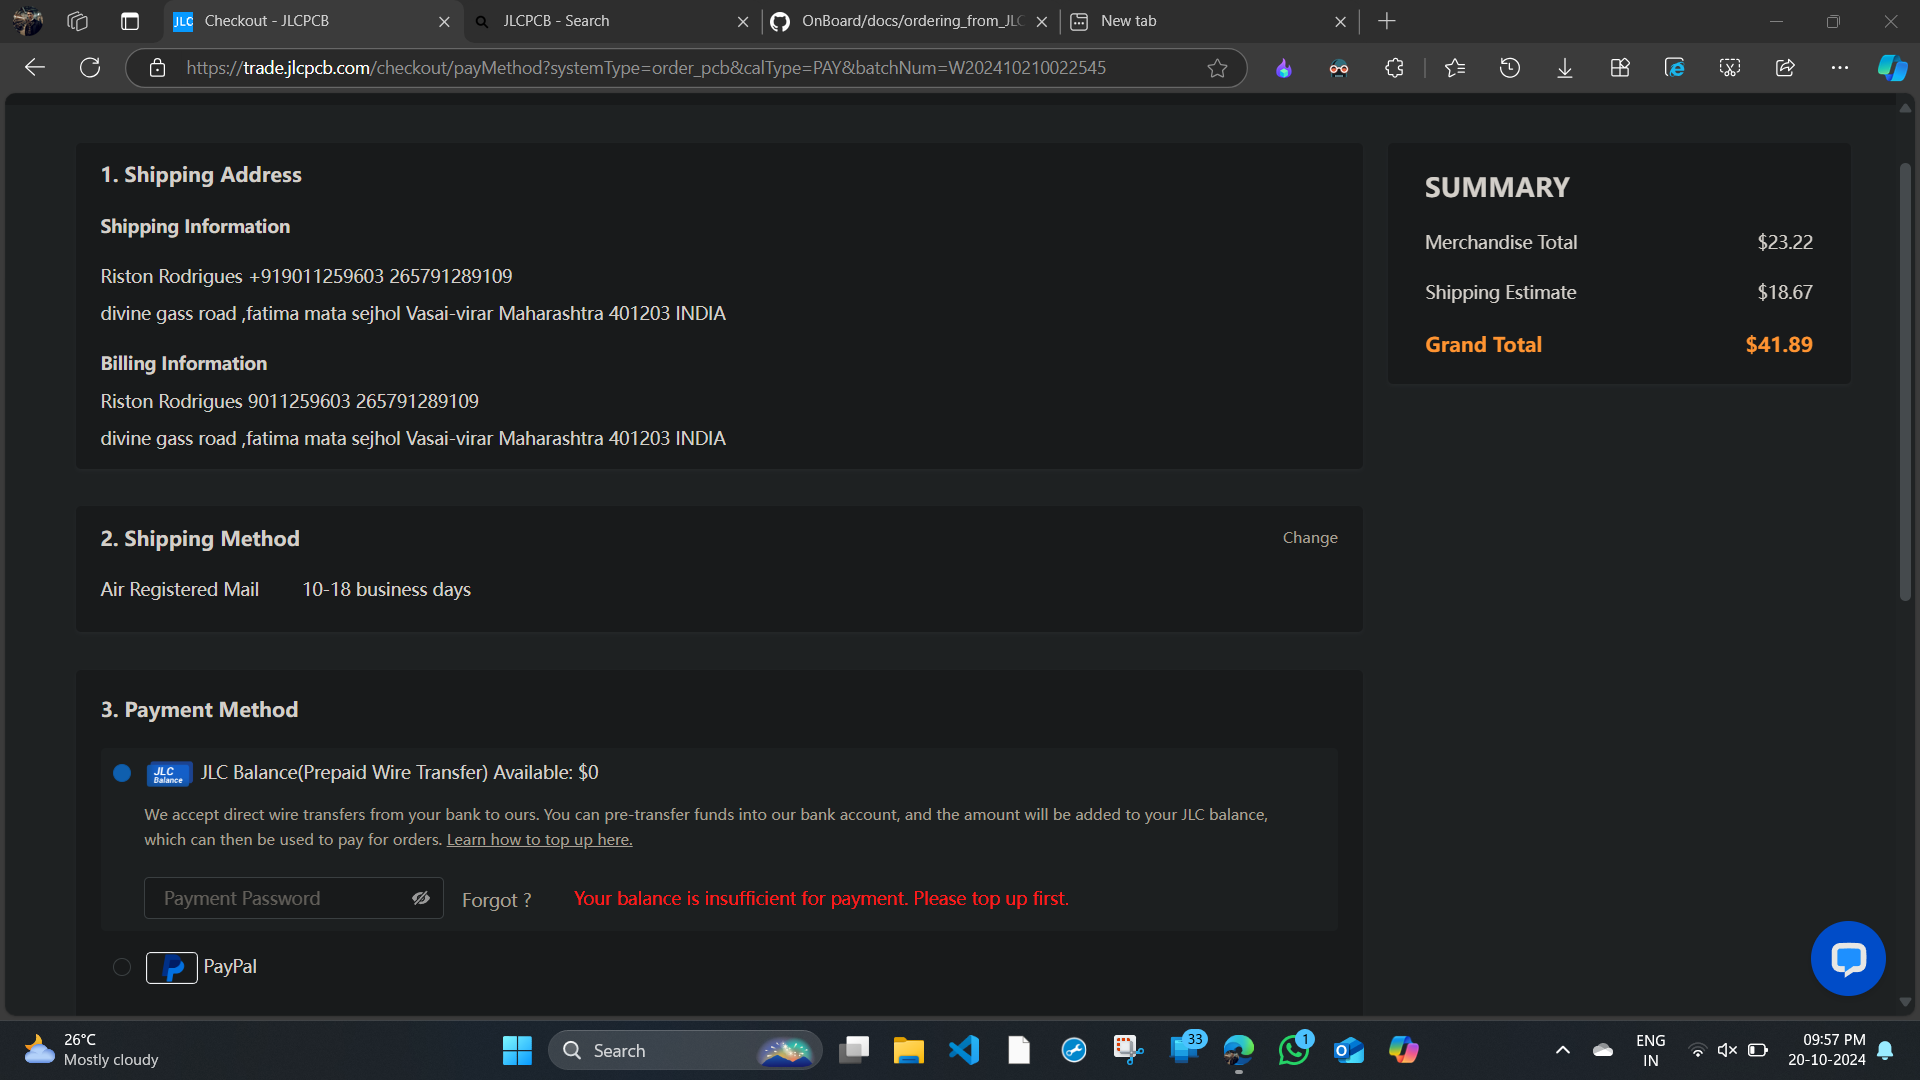 Checkout - JLCPCB
JLCPCB - Search
OnBoard/docs/ordering_from_JLC
New tab
https://trade.jlcpcb.com/checkout/payMethod?systemType=order_pcb&calType=PAY&batchNum=W202410210022545
1. Shipping Address
Shipping Information
Riston Rodrigues +919011259603 265791289109
divine gass road ,fatima mata sejhol Vasai-virar Maharashtra 401203 INDIA
Billing Information
Riston Rodrigues 9011259603 265791289109
divine gass road ,fatima mata sejhol Vasai-virar Maharashtra 401203 INDIA
SUMMARY
Merchandise Total $23.22
Shipping Estimate $18.67
Grand Total $41.89
2. Shipping Method Change
Air Registered Mail 10-18 business days
3. Payment Method
JLC Balance JLC Balance(Prepaid Wire Transfer) Available: $0
We accept direct wire transfers from your bank to ours. You can pre-transfer funds into our bank account, and the amount will be added to your JLC balance,
which can then be used to pay for orders. Learn how to top up here.
Payment Password Forgot ? Your balance is insufficient for payment. Please top up first.
PayPal
26°C
Mostly cloudy
Search
33
1
ENG
IN
09:57 PM
20-10-2024